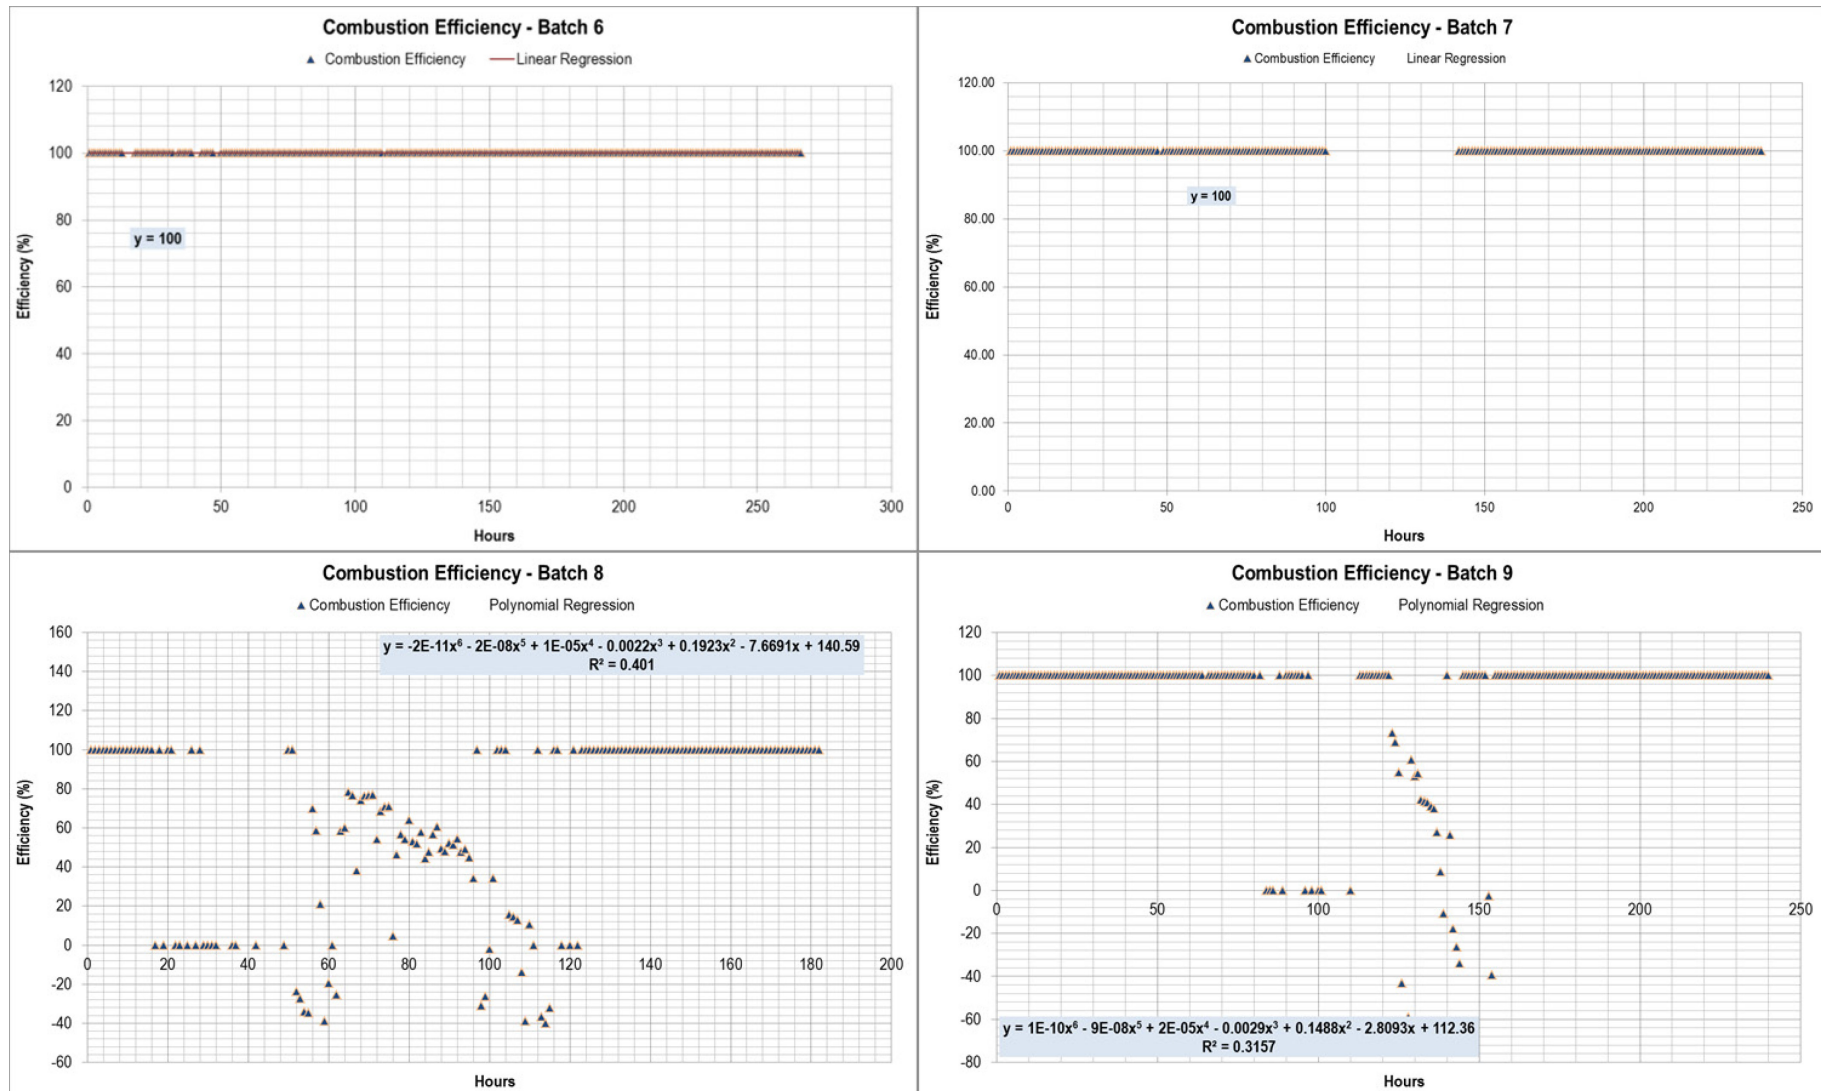 Combustion Efficiency - Batch 6
Combustion Efficiency Linear Regression
120
100
80
60
40
20
0
y = 100
Efficiency (%)
0 50 100 150 200 250 300
Hours
Combustion Efficiency - Batch 7
Combustion Efficiency Linear Regression
120.00
100.00
80.00
60.00
40.00
20.00
0.00
y = 100
Efficiency (%)
0 50 100 150 200 250
Hours
Combustion Efficiency - Batch 8
Combustion Efficiency Polynomial Regression
160
140
120
100
80
60
40
20
0
-20
-40
-60
y = -2E-11x⁶ - 2E-08x⁵ + 1E-05x⁴ - 0.0022x³ + 0.1923x² - 7.6691x + 140.59
R² = 0.401
Efficiency (%)
0 20 40 60 80 100 120 140 160 180 200
Hours
Combustion Efficiency - Batch 9
Combustion Efficiency Polynomial Regression
120
100
80
60
40
20
0
-20
-40
-60
-80
Efficiency (%)
0 50 100 150 200 250
y = 1E-10x⁶ - 9E-08x⁵ + 2E-05x⁴ - 0.0029x³ + 0.1488x² - 2.8093x + 112.36
R² = 0.3157
Hours